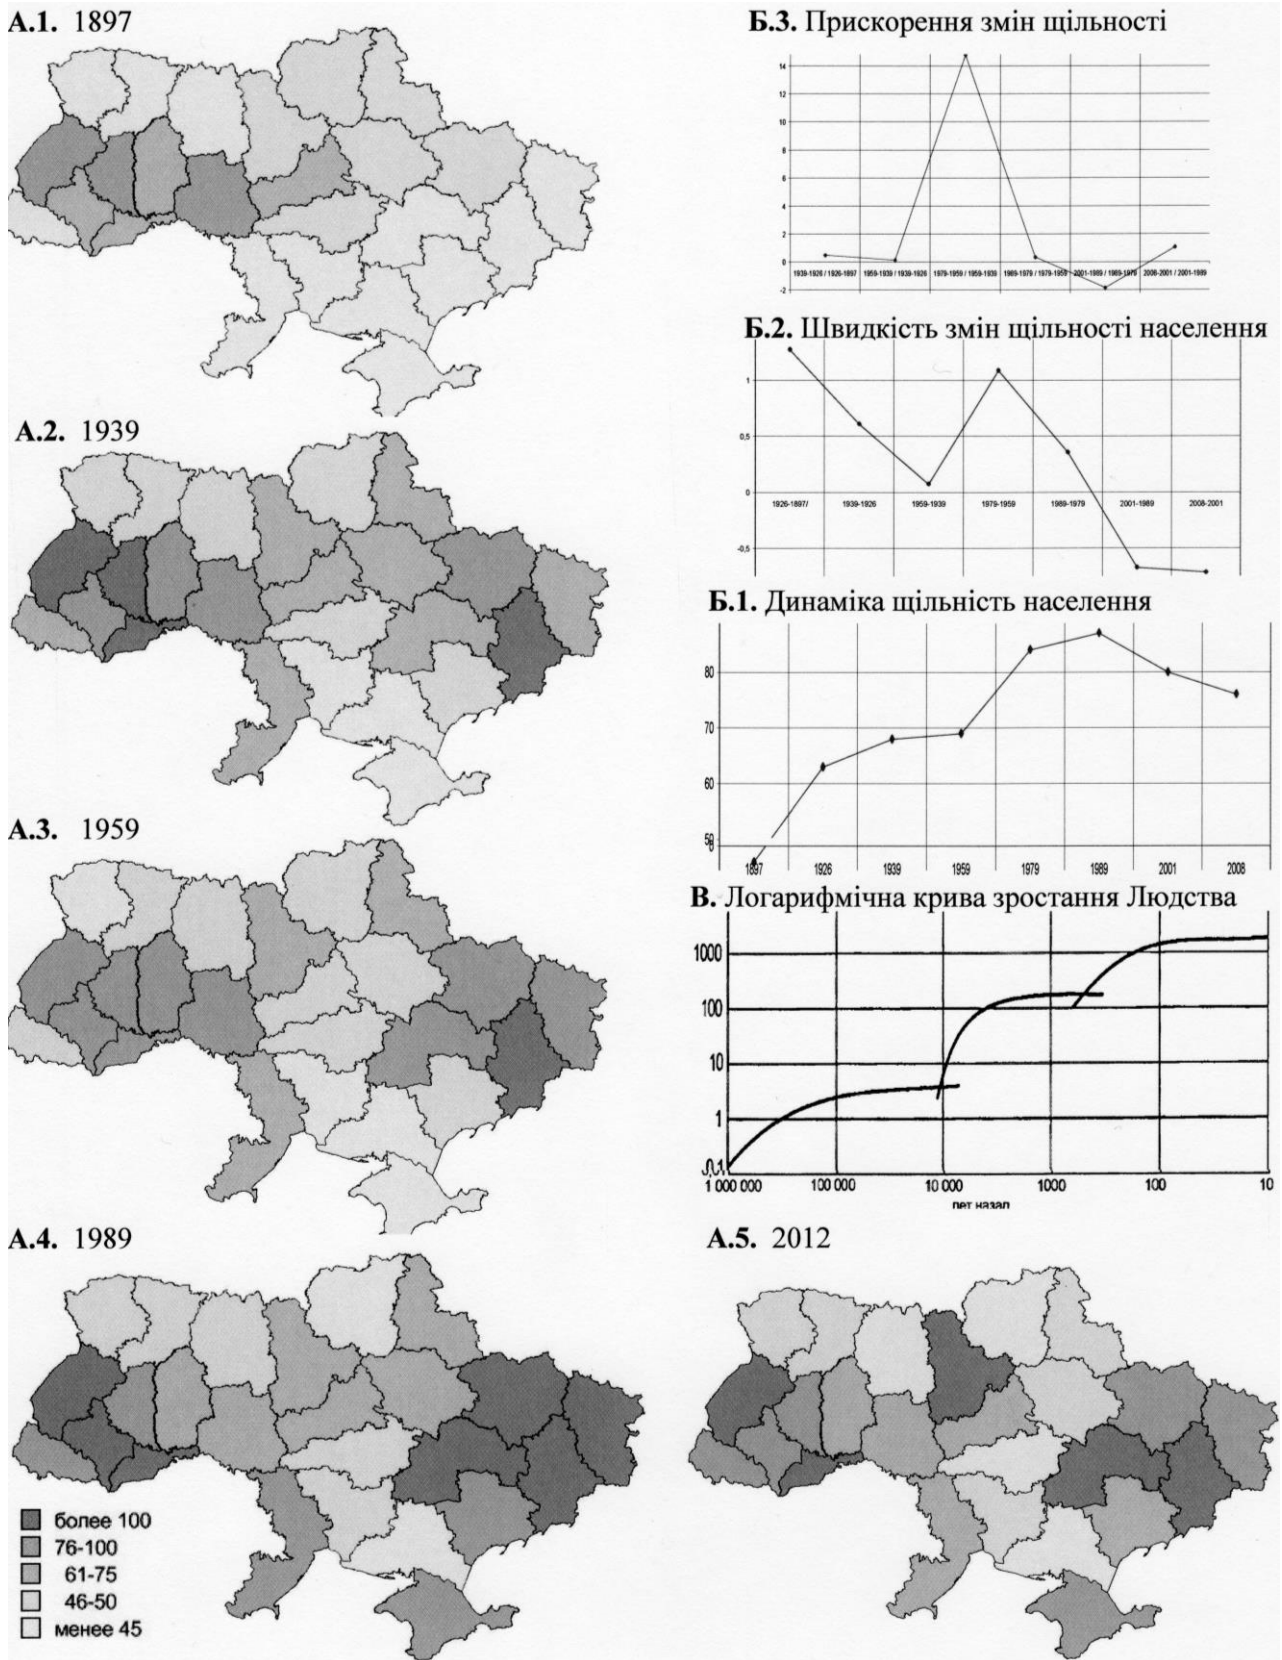 А.1. 1897
Б.3. Прискорення змін щільності
14
12
10
8
6
4
2
0
-2
1939-1926 / 1926-1897
1959-1939 / 1939-1926
1979-1959 / 1959-1939
1989-1979 / 1979-1959
2001-1989 / 1989-1979
2008-2001 / 2001-1989
Б.2. Швидкість змін щільності населення
1
0,5
0
-0,5
1926-1897/
1939-1926
1959-1939
1979-1959
1989-1979
2001-1989
2008-2001
А.2. 1939
Б.1. Динаміка щільність населення
80
70
60
50
0
1897
1926
1939
1959
1979
1989
2001
2008
А.3. 1959
В. Логарифмічна крива зростання Людства
1000
100
10
1
0,1
1 000 000
100 000
10 000
1000
100
10
лет назад
А.4. 1989
более 100
76-100
61-75
46-50
менее 45
А.5. 2012